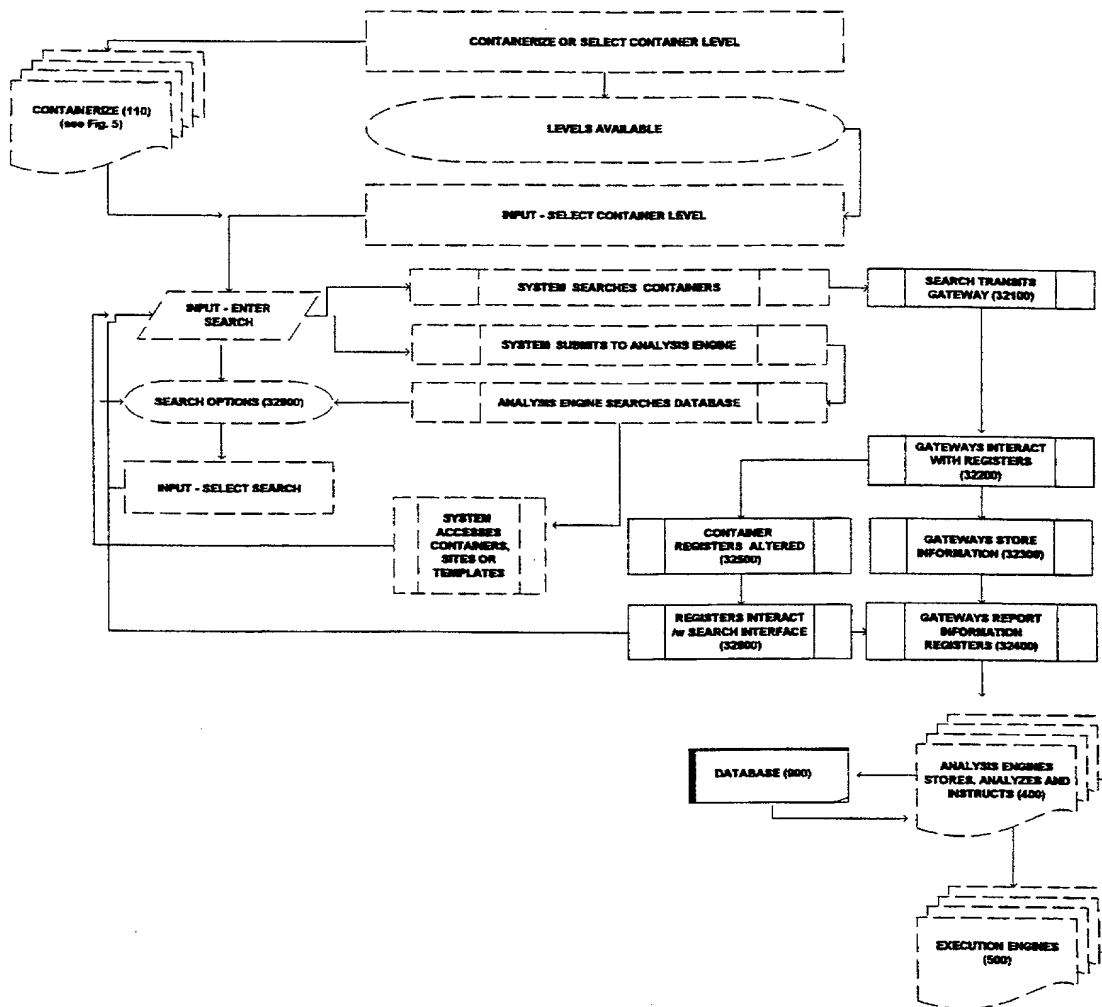 CONTAINERIZE OR SELECT CONTAINER LEVEL
CONTAINERIZE (110)
(see Fig. 5)
LEVELS AVAILABLE
INPUT - SELECT CONTAINER LEVEL
INPUT - ENTER
SEARCH
SYSTEM SEARCHES CONTAINERS
SEARCH TRANSITS
GATEWAY (32100)
SYSTEM SUBMITS TO ANALYSIS ENGINE
SEARCH OPTIONS (32900)
ANALYSIS ENGINE SEARCHES DATABASE
GATEWAYS INTERACT
WITH REGISTERS
(32200)
INPUT - SELECT SEARCH
SYSTEM
ACCESSES
CONTAINERS,
SITES OR
TEMPLATES
CONTAINER
REGISTERS ALTERED
(32500)
GATEWAYS STORE
INFORMATION (32300)
REGISTERS INTERACT
/w SEARCH INTERFACE
(32600)
GATEWAYS REPORT
INFORMATION
REGISTERS (32400)
DATABASE (900)
ANALYSIS ENGINES
STORES, ANALYZES AND
INSTRUCTS (400)
EXECUTION ENGINES
(500)